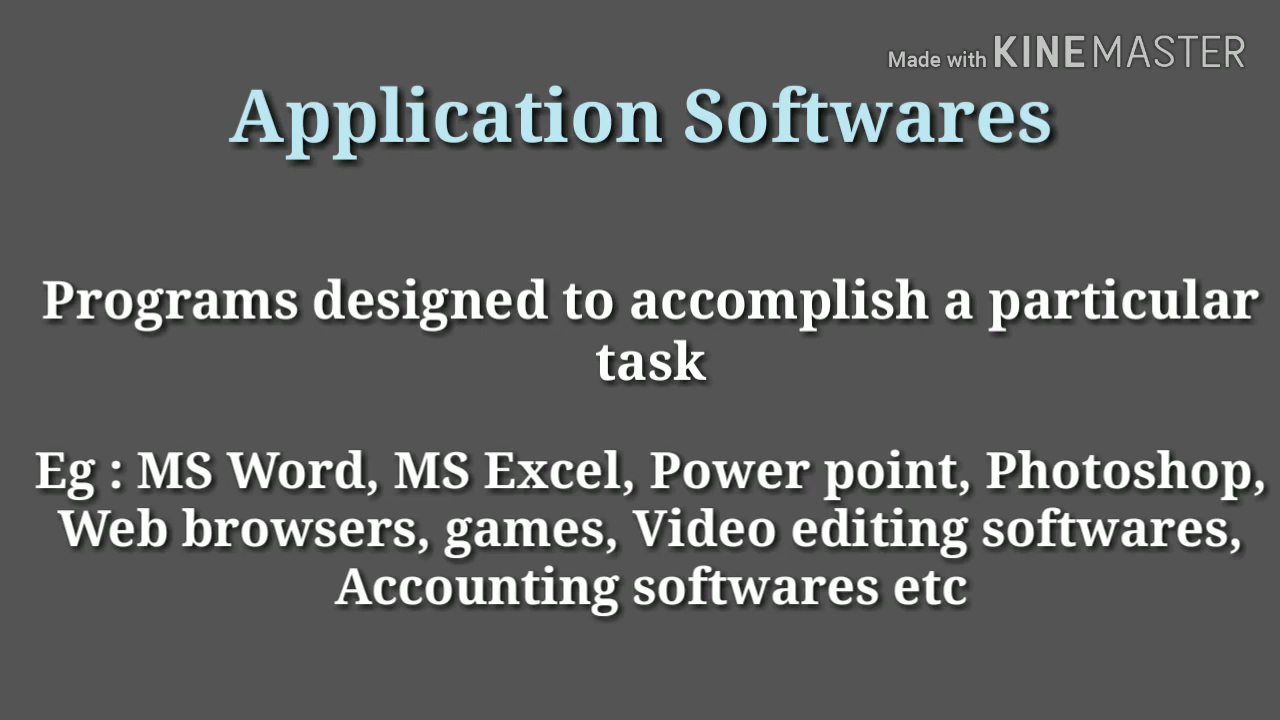 Made with KINEMASTER
Application Softwares
Programs designed to accomplish a particular
task
Eg : MS Word, MS Excel, Power point, Photoshop,
Web browsers, games, Video editing softwares,
Accounting softwares etc